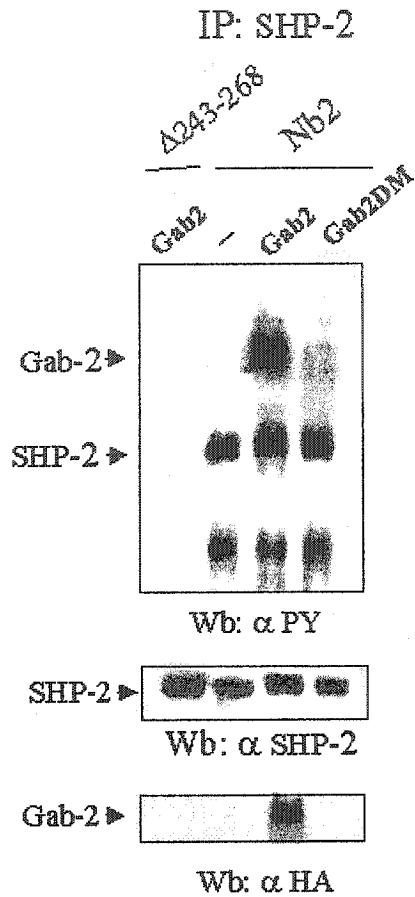 IP: SHP-2
Δ243-268
Nb2
Gab2
–
Gab2
Gab2DM
Gab-2
SHP-2
Wb: α PY
SHP-2
Wb: α SHP-2
Gab-2
Wb: α HA